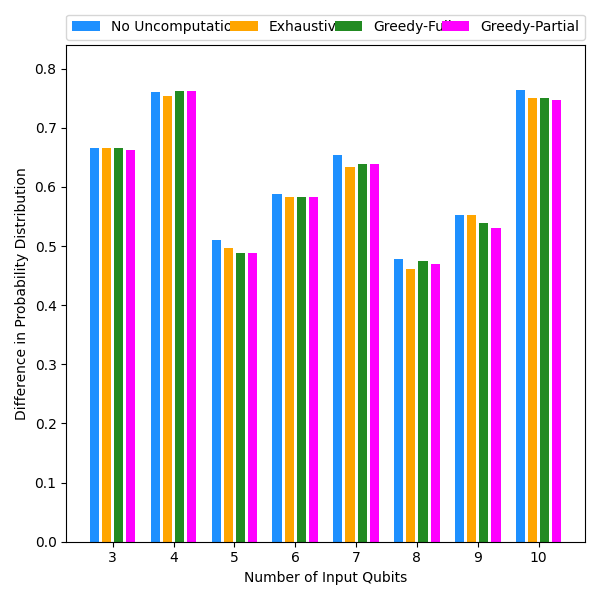 No Uncomputatio Exhaustiv Greedy-Ful Greedy-Partial
0.8
0.7
0.6
0.5
0.4
0.3
0.2
0.1
0.0
Difference in Probability Distribution
3 4 5 6 7 8 9 10
Number of Input Qubits